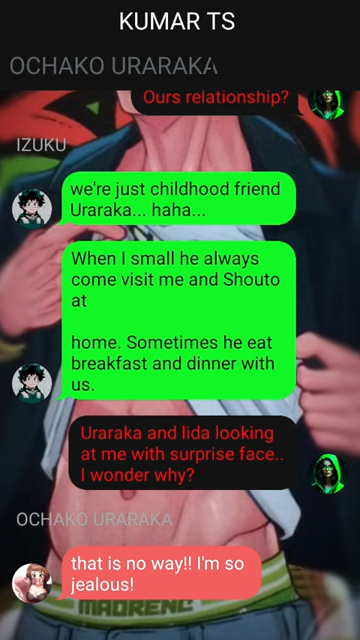 KUMAR TS
OCHAKO URARAKA
Ours relationship?
IZUKU
we're just childhood friend
Uraraka... haha...
When I small he always
come visit me and Shouto
at
home. Sometimes he eat
breakfast and dinner with
us.
Uraraka and Iida looking
at me with surprise face..
I wonder why?
OCHAKO URARAKA
that is no way!! I'm so
jealous!
MADRENC